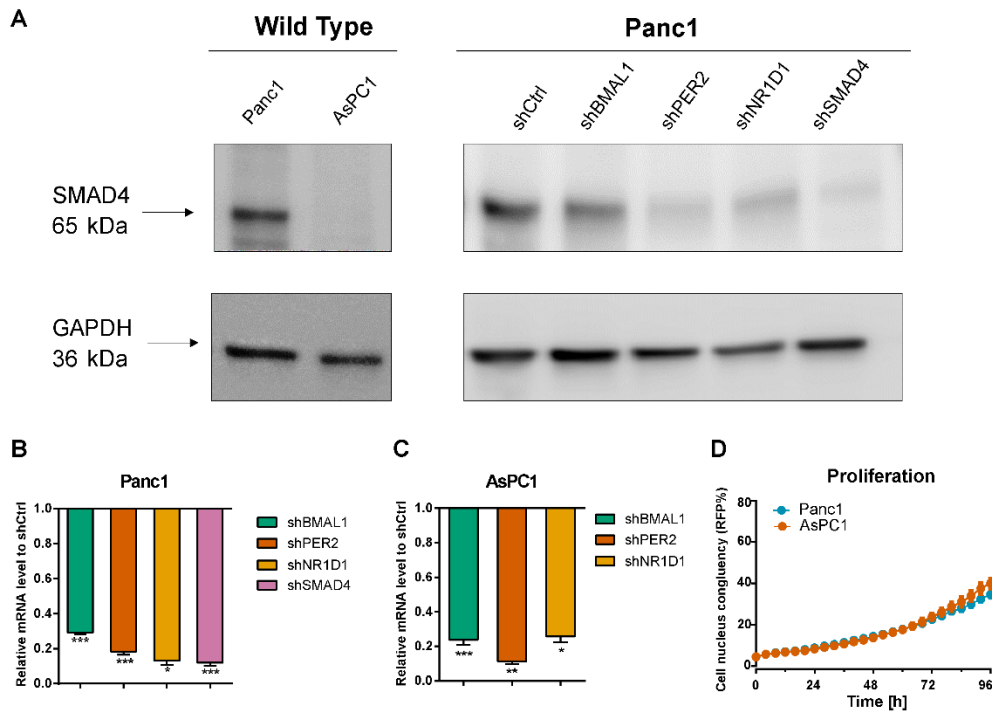 A
Wild Type
Panc1
Panc1
AsPC1
shCtrl
shBMAL1
shPER2
shNR1D1
shSMAD4
SMAD4
65 kDa
GAPDH
36 kDa
B
Panc1
Relative mRNA level to shCtrl
1.0
0.8
0.6
0.4
0.2
0.0
***
***
*
***
shBMAL1
shPER2
shNR1D1
shSMAD4
C
AsPC1
Relative mRNA level to shCtrl
1.0
0.8
0.6
0.4
0.2
0.0
***
**
*
shBMAL1
shPER2
shNR1D1
D
Proliferation
Cell nucleus congluency (RFP%)
80
60
40
20
0
Panc1
AsPC1
0
24
48
72
96
Time [h]